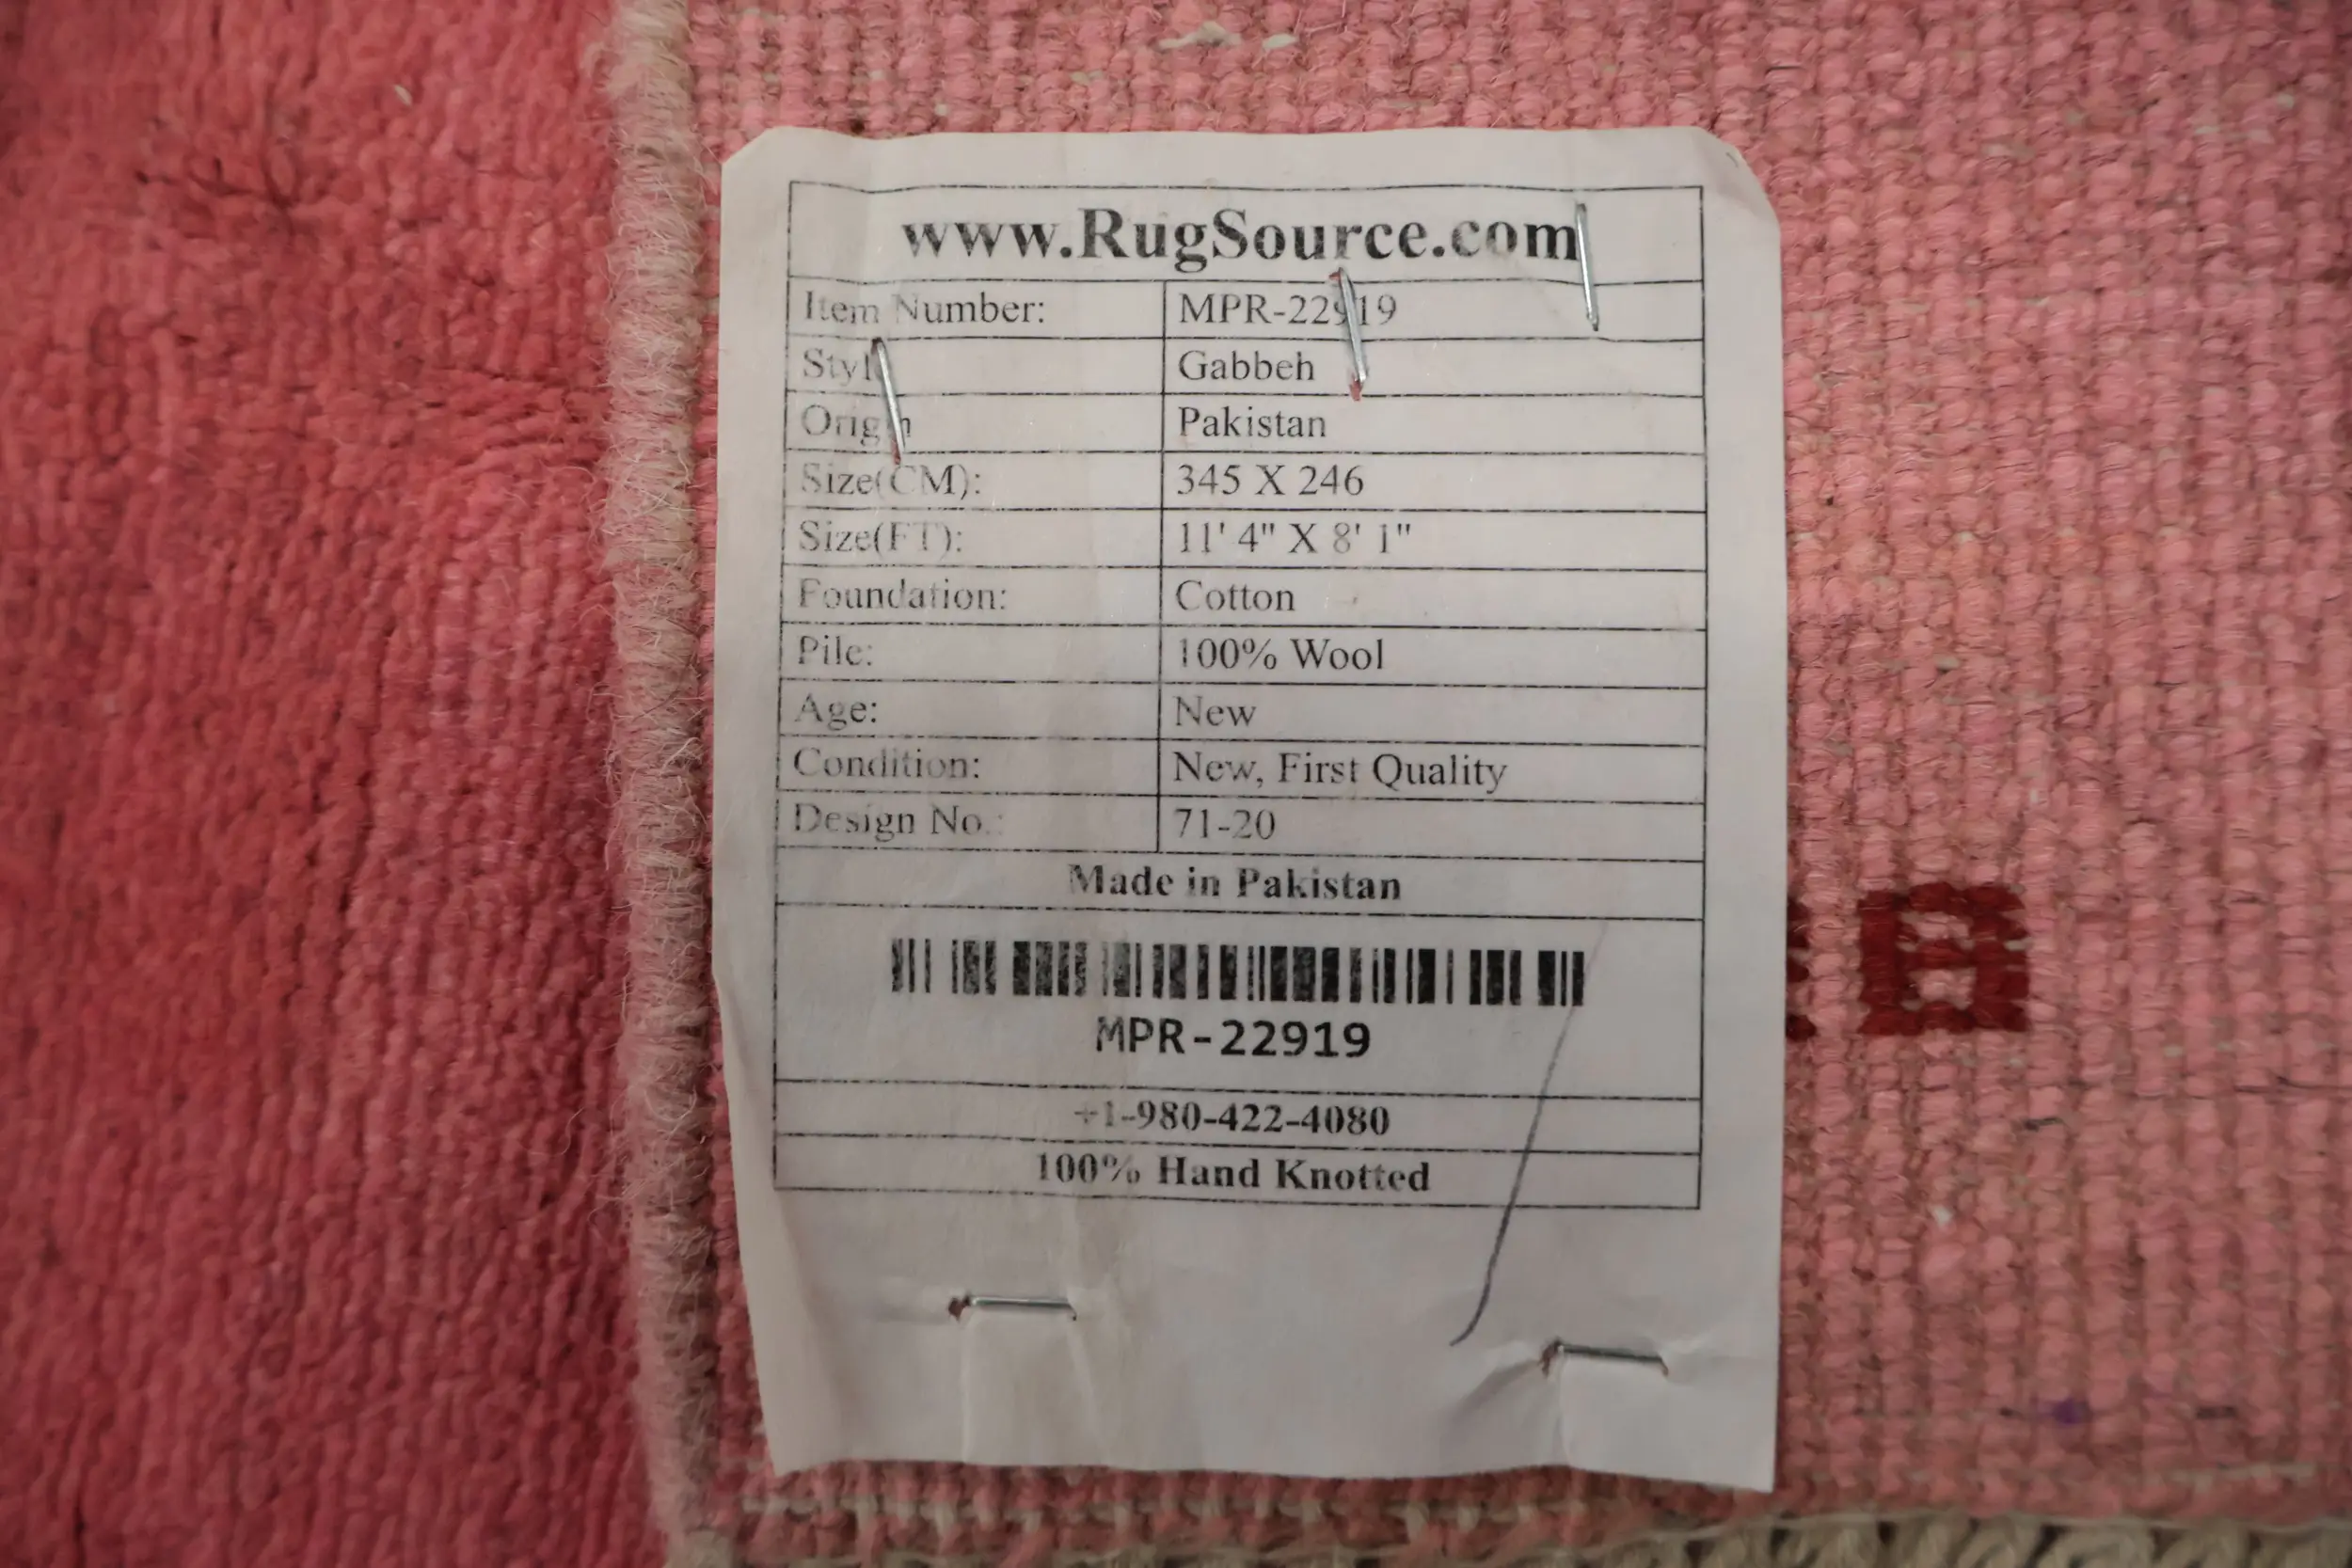 www.RugSource.com
Item Number: MPR-22919
Style Gabbeh
Origin Pakistan
Size(CM): 345 X 246
Size(FT): 11' 4" X 8' 1"
Foundation: Cotton
Pile: 100% Wool
Age: New
Condition: New, First Quality
Design No.: 71-20
Made in Pakistan
MPR-22919
+1-980-422-4080
100% Hand Knotted